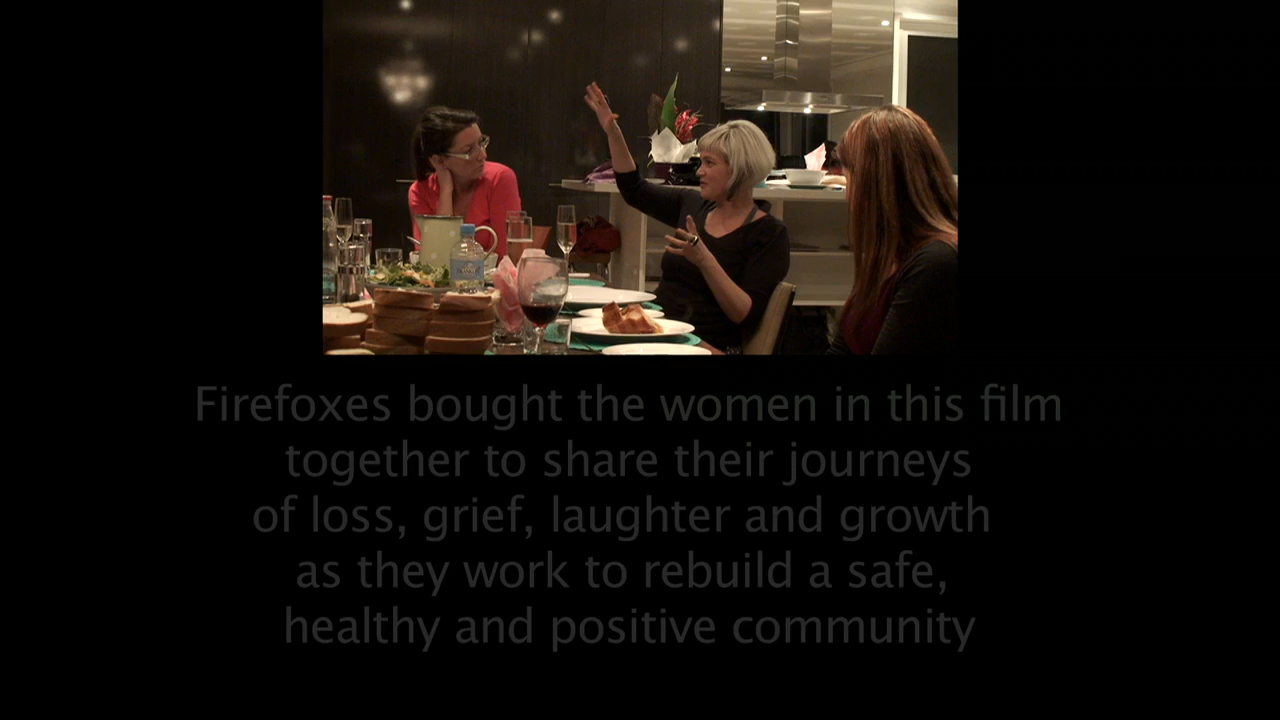 Firefoxes bought the women in this film
together to share their journeys
of loss, grief, laughter and growth
as they work to rebuild a safe,
healthy and positive community